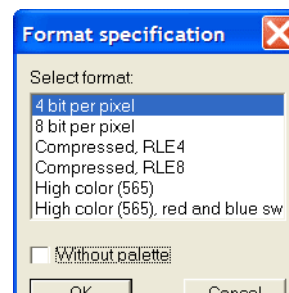 Format specification
Select format:
4 bit per pixel
8 bit per pixel
Compressed, RLE4
Compressed, RLE8
High color (565)
High color (565), red and blue sw
Without palette
OK Cancel